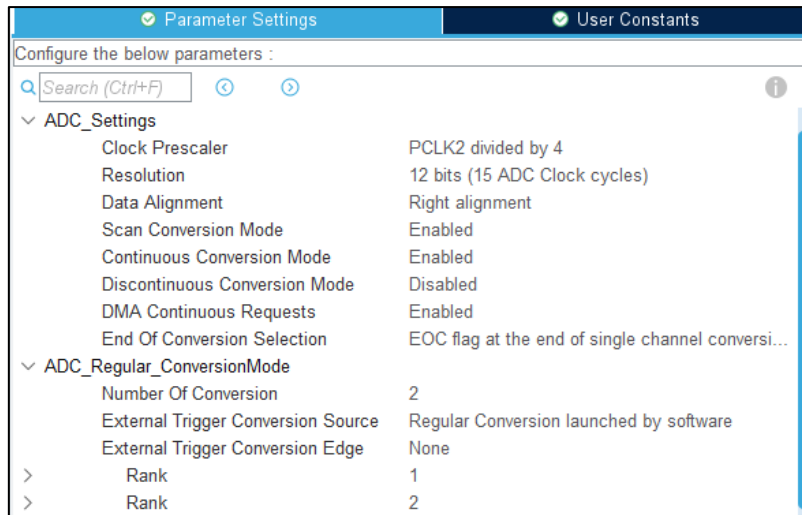 Parameter Settings User Constants
Configure the below parameters :
Search (Ctrl+F)
ADC_Settings
Clock Prescaler PCLK2 divided by 4
Resolution 12 bits (15 ADC Clock cycles)
Data Alignment Right alignment
Scan Conversion Mode Enabled
Continuous Conversion Mode Enabled
Discontinuous Conversion Mode Disabled
DMA Continuous Requests Enabled
End Of Conversion Selection EOC flag at the end of single channel conversi...
ADC_Regular_ConversionMode
Number Of Conversion 2
External Trigger Conversion Source Regular Conversion launched by software
External Trigger Conversion Edge None
Rank 1
Rank 2